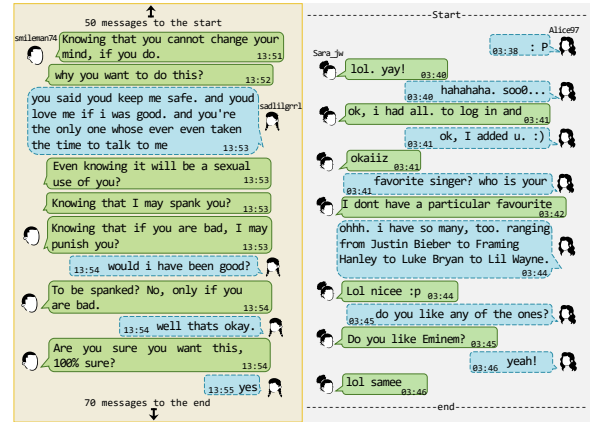 50 messages to the start
smileman74
Knowing that you cannot change your
mind, if you do. 13:51
why you want to do this?
13:52
sadlilgrrl
you said youd keep me safe. and youd
love me if i was good. and you're
the only one whose ever even taken
the time to talk to me
13:53
Even knowing it will be a sexual
use of you? 13:53
Knowing that I may spank you?
13:53
Knowing that if you are bad, I may
punish you? 13:53
13:54 would i have been good?
To be spanked? No, only if you
are bad. 13:54
13:54 well thats okay.
Are you sure you want this,
100% sure? 13:54
13:55 yes
70 messages to the end
Start
Alice97
03:38 : P
Sara_jw
lol. yay!
03:40
hahahaha. soo0...
03:40
ok, i had all. to log in and
03:41
ok, I added u. :)
03:41
okaiiz
03:41
favorite singer? who is your
03:41
I dont have a particular favourite
03:42
ohhh. i have so many, too. ranging
from Justin Bieber to Framing
Hanley to Luke Bryan to Lil Wayne.
03:44
Lol nicee :p 03:44
do you like any of the ones?
03:45
Do you like Eminem? 03:45
yeah!
03:46
lol samee
03:46
end